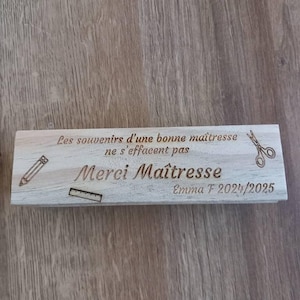 Les souvenirs d'une bonne maîtresse
ne s'effacent pas
Merci Maîtresse
Emma F 2024/2025